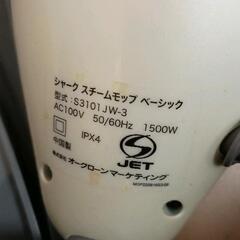 シャーク スチームモップ ベーシック
型式:S3101JW-3
AC100V 50/60Hz 1500W
IPX4
中国製
JET
株式会社 オークローンマーケティング